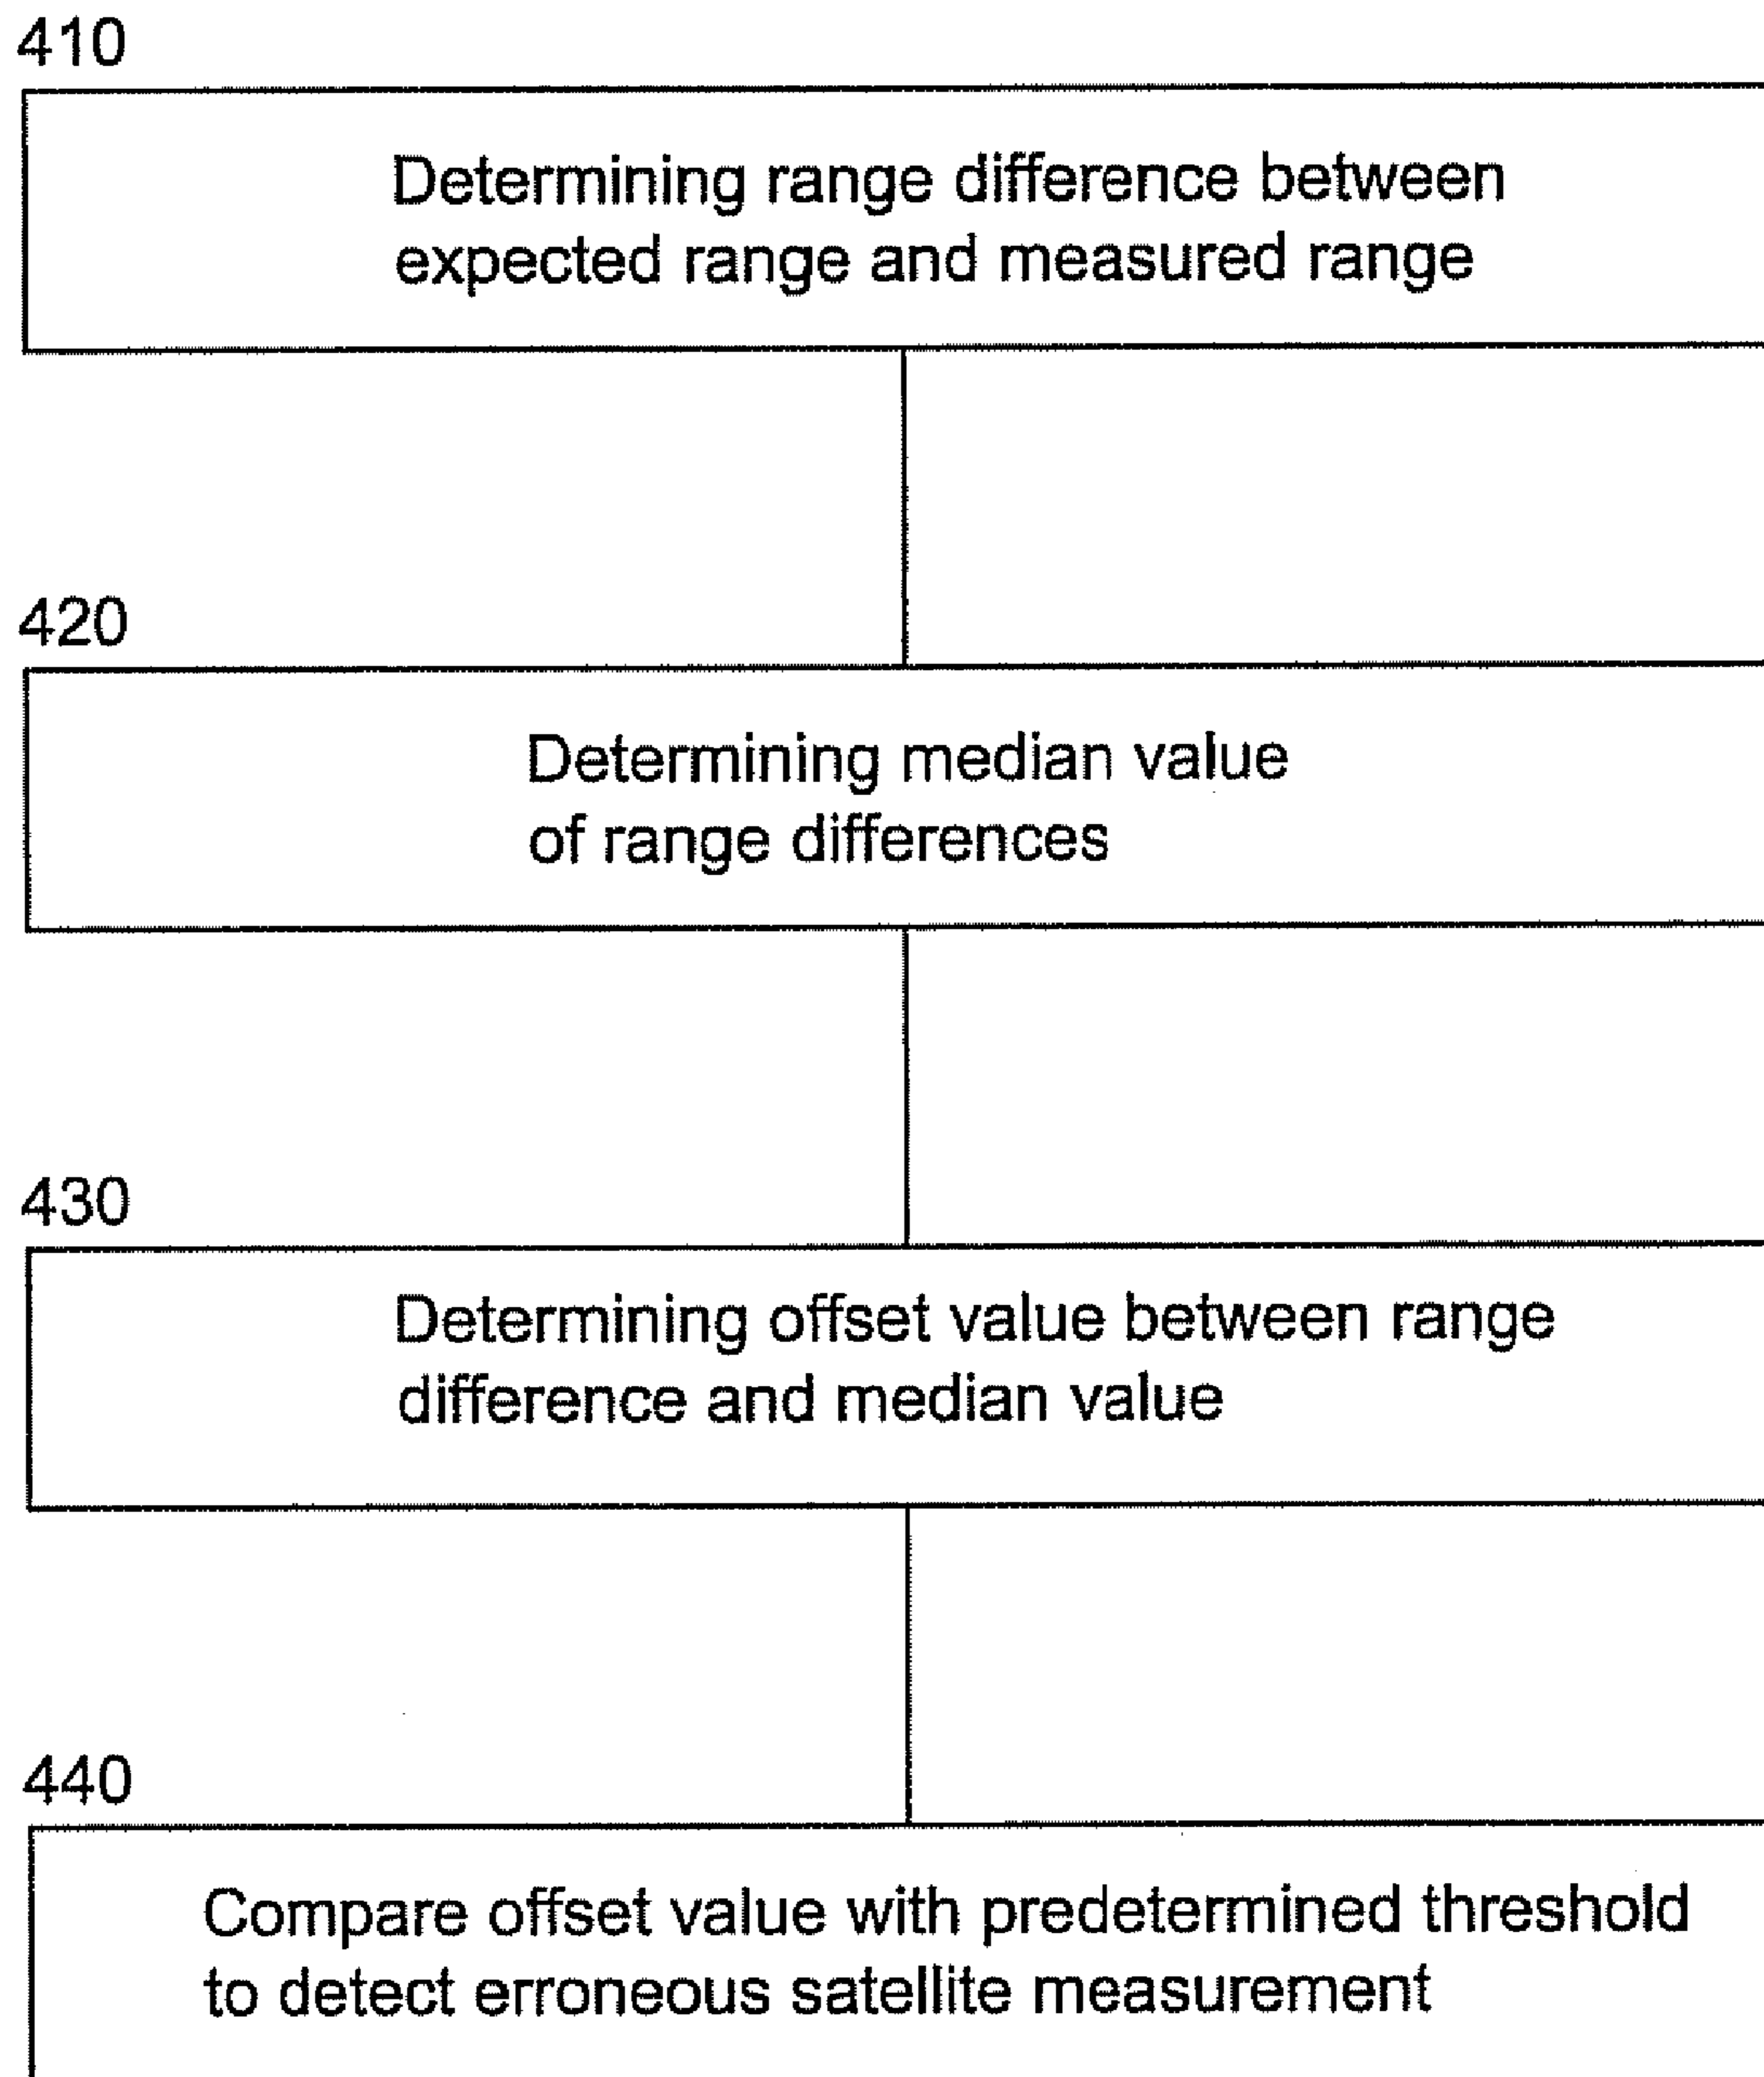 410
Determining range difference between
expected range and measured range
420
Determining median value
of range differences
430
Determining offset value between range
difference and median value
440
Compare offset value with predetermined threshold
to detect erroneous satellite measurement